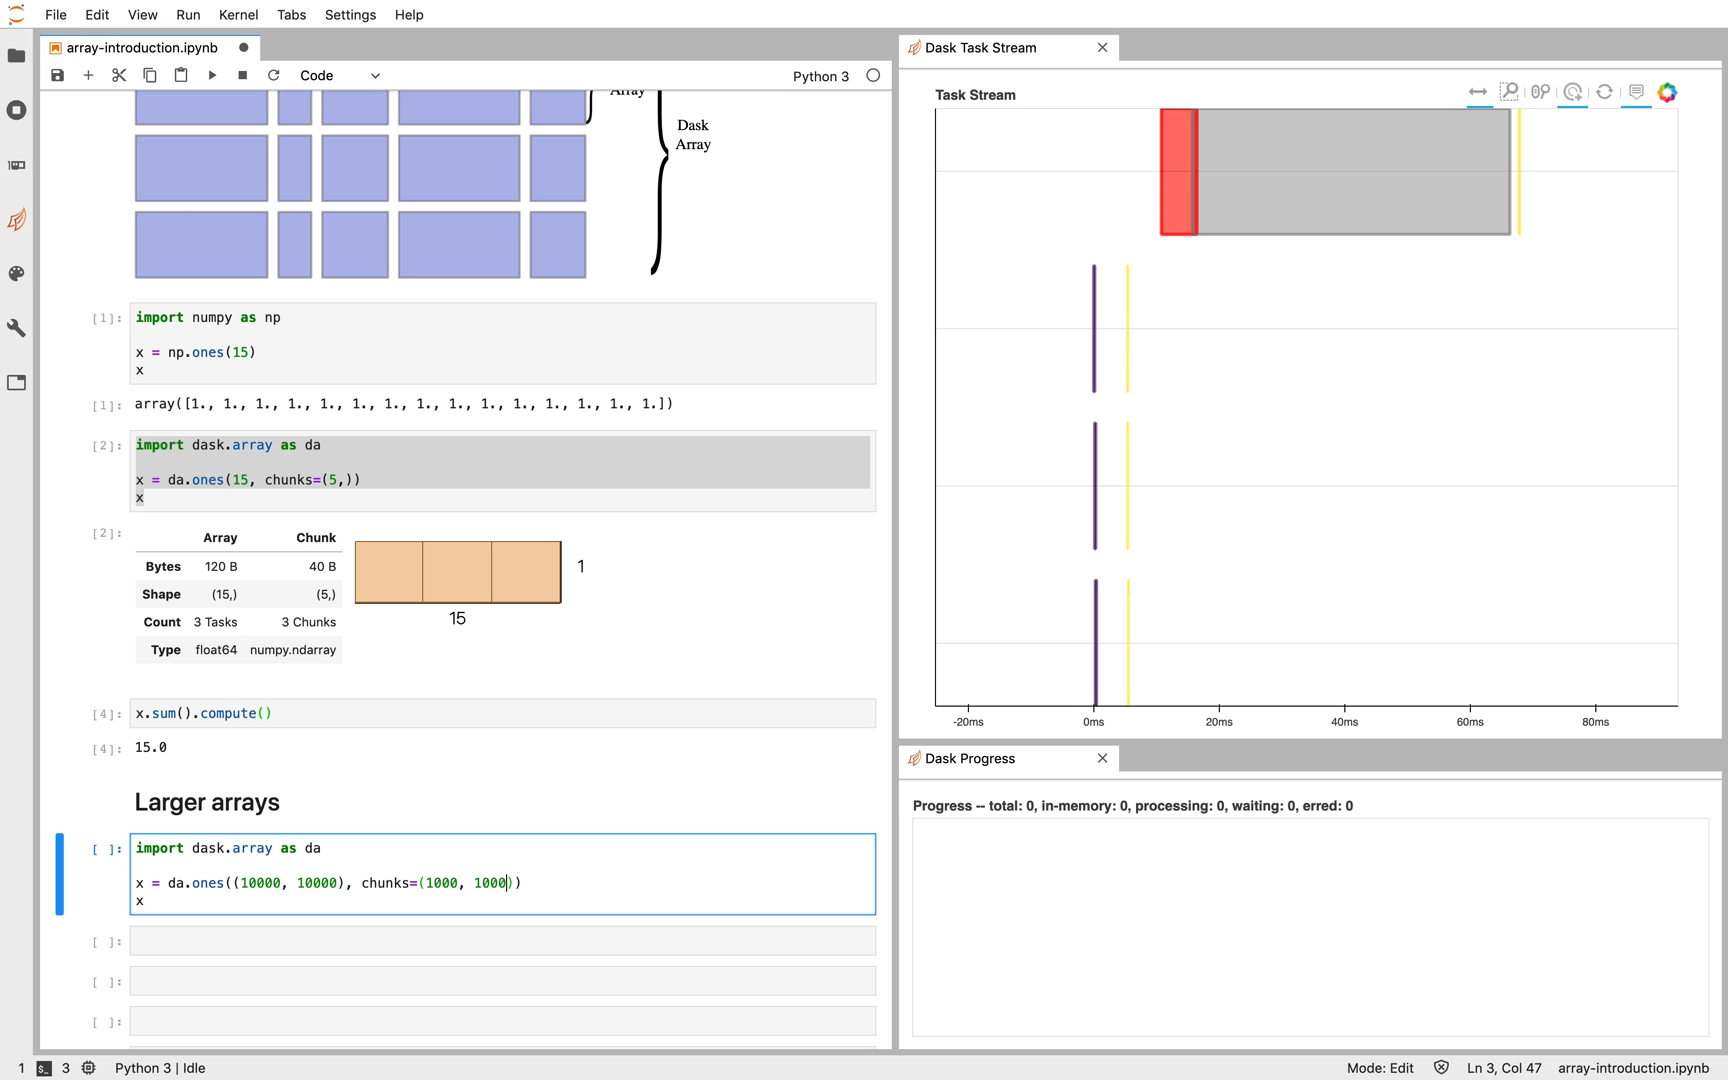 File Edit View Run Kernel Tabs Settings Help
array-introduction.ipynb
Code
Python 3
Array
Dask
Array
[1]: import numpy as np
x = np.ones(15)
x
[1]: array([1., 1., 1., 1., 1., 1., 1., 1., 1., 1., 1., 1., 1., 1., 1.])
[2]: import dask.array as da
x = da.ones(15, chunks=(5,))
x
[2]:
Array Chunk
Bytes 120 B 40 B
Shape (15,) (5,)
Count 3 Tasks 3 Chunks
Type float64 numpy.ndarray
1
15
[4]: x.sum().compute()
[4]: 15.0
Larger arrays
[ ]: import dask.array as da
x = da.ones((10000, 10000), chunks=(1000, 1000))
x
[ ]:
[ ]:
[ ]:
Dask Task Stream
Task Stream
-20ms 0ms 20ms 40ms 60ms 80ms
Dask Progress
Progress -- total: 0, in-memory: 0, processing: 0, waiting: 0, erred: 0
1 $_ 3 Python 3 | Idle
Mode: Edit Ln 3, Col 47 array-introduction.ipynb